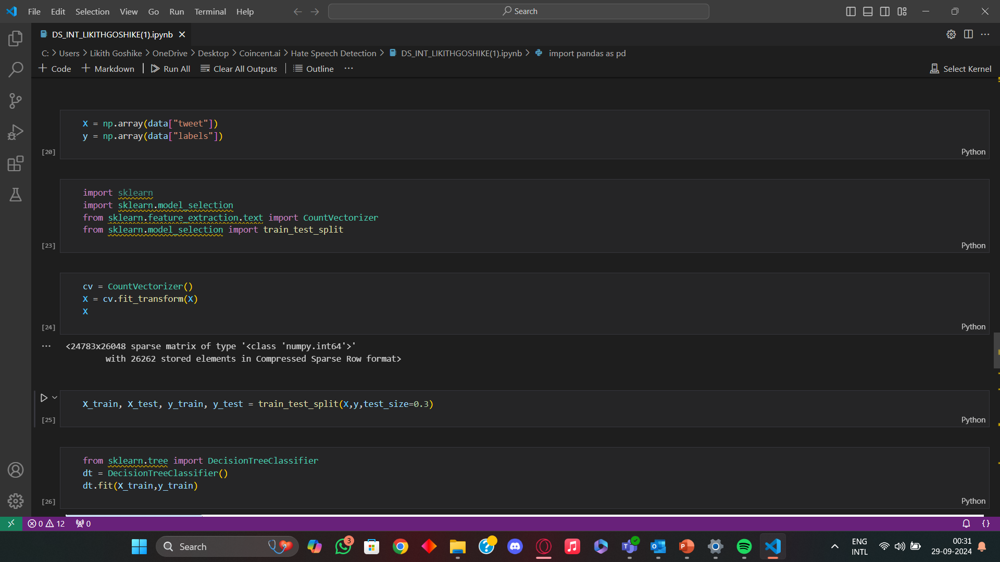 File Edit Selection View Go Run Terminal Help
Search
DS_INT_LIKITHGOSHIKE(1).ipynb
C: > Users > Likith Goshike > OneDrive > Desktop > Coincent.ai > Hate Speech Detection > DS_INT_LIKITHGOSHIKE(1).ipynb > import pandas as pd
+ Code + Markdown | Run All Clear All Outputs | Outline ...
Select Kernel
X = np.array(data["tweet"])
y = np.array(data["labels"])
[20]
Python
import sklearn
import sklearn.model_selection
from sklearn.feature_extraction.text import CountVectorizer
from sklearn.model_selection import train_test_split
[23]
Python
cv = CountVectorizer()
X = cv.fit_transform(X)
X
[24]
Python
... <24783x26048 sparse matrix of type '<class 'numpy.int64'>'
with 26262 stored elements in Compressed Sparse Row format>
X_train, X_test, y_train, y_test = train_test_split(X,y,test_size=0.3)
[25]
Python
from sklearn.tree import DecisionTreeClassifier
dt = DecisionTreeClassifier()
dt.fit(X_train,y_train)
[26]
Python
0 12 0
{}
Search
3
ENG
INTL
00:31
29-09-2024